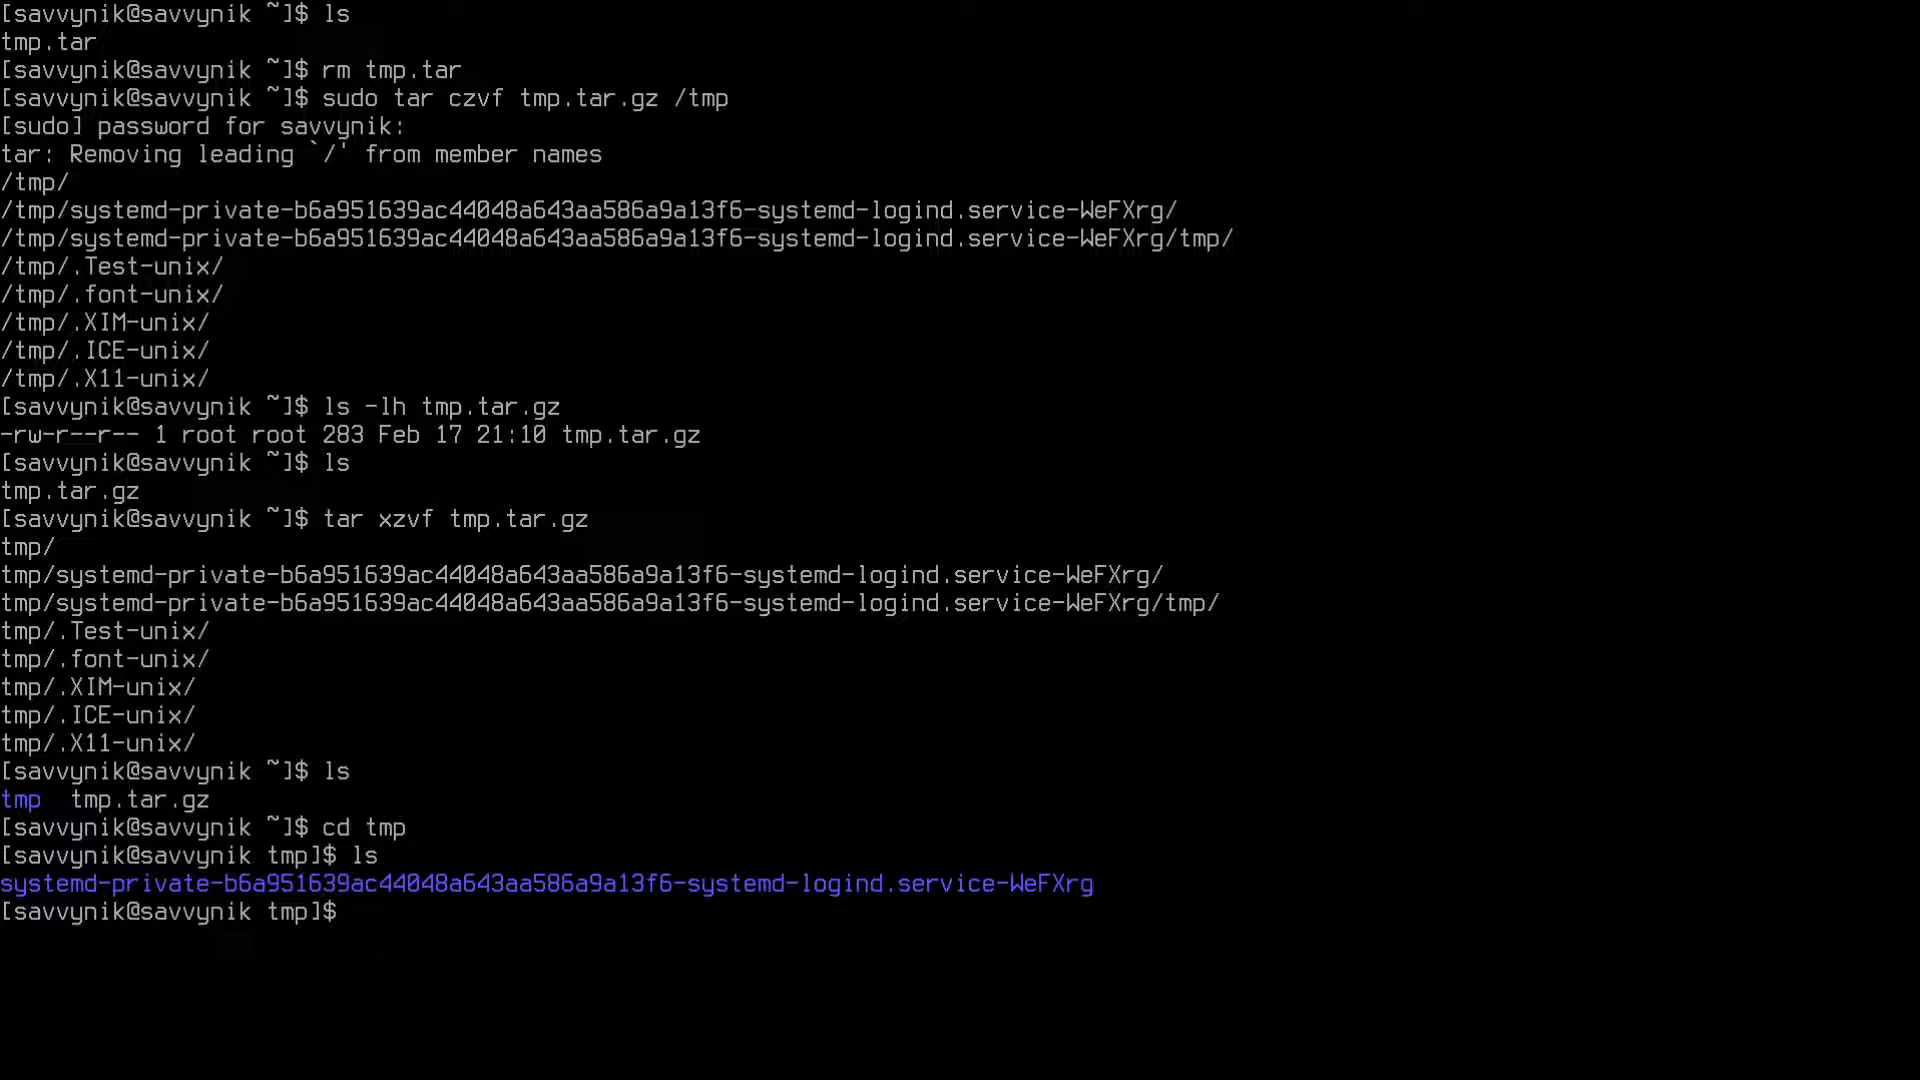 [savvynik@savvynik ~]$ ls
tmp.tar
[savvynik@savvynik ~]$ rm tmp.tar
[savvynik@savvynik ~]$ sudo tar czvf tmp.tar.gz /tmp
[sudo] password for savvynik:
tar: Removing leading `/' from member names
/tmp/
/tmp/systemd-private-b6a951639ac44048a643aa586a9a13f6-systemd-logind.service-WeFXrg/
/tmp/systemd-private-b6a951639ac44048a643aa586a9a13f6-systemd-logind.service-WeFXrg/tmp/
/tmp/.Test-unix/
/tmp/.font-unix/
/tmp/.XIM-unix/
/tmp/.ICE-unix/
/tmp/.X11-unix/
[savvynik@savvynik ~]$ ls -lh tmp.tar.gz
-rw-r--r-- 1 root root 283 Feb 17 21:10 tmp.tar.gz
[savvynik@savvynik ~]$ ls
tmp.tar.gz
[savvynik@savvynik ~]$ tar xzvf tmp.tar.gz
tmp/
tmp/systemd-private-b6a951639ac44048a643aa586a9a13f6-systemd-logind.service-WeFXrg/
tmp/systemd-private-b6a951639ac44048a643aa586a9a13f6-systemd-logind.service-WeFXrg/tmp/
tmp/.Test-unix/
tmp/.font-unix/
tmp/.XIM-unix/
tmp/.ICE-unix/
tmp/.X11-unix/
[savvynik@savvynik ~]$ ls
tmp  tmp.tar.gz
[savvynik@savvynik ~]$ cd tmp
[savvynik@savvynik tmp]$ ls
systemd-private-b6a951639ac44048a643aa586a9a13f6-systemd-logind.service-WeFXrg
[savvynik@savvynik tmp]$